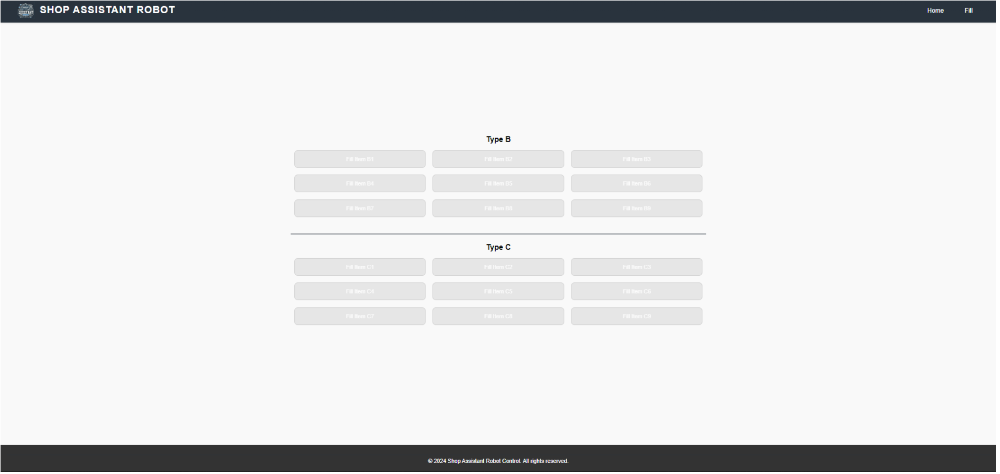 ASSSTANT
SHOP ASSISTANT ROBOT
Home Fill
Type B
Fill Item B1 Fill Item B2 Fill Item B3
Fill Item B4 Fill Item B5 Fill Item B6
Fill Item B7 Fill Item B8 Fill Item B9
Type C
Fill Item C1 Fill Item C2 Fill Item C3
Fill Item C4 Fill Item C5 Fill Item C6
Fill Item C7 Fill Item C8 Fill Item C9
© 2024 Shop Assistant Robot Control. All rights reserved.